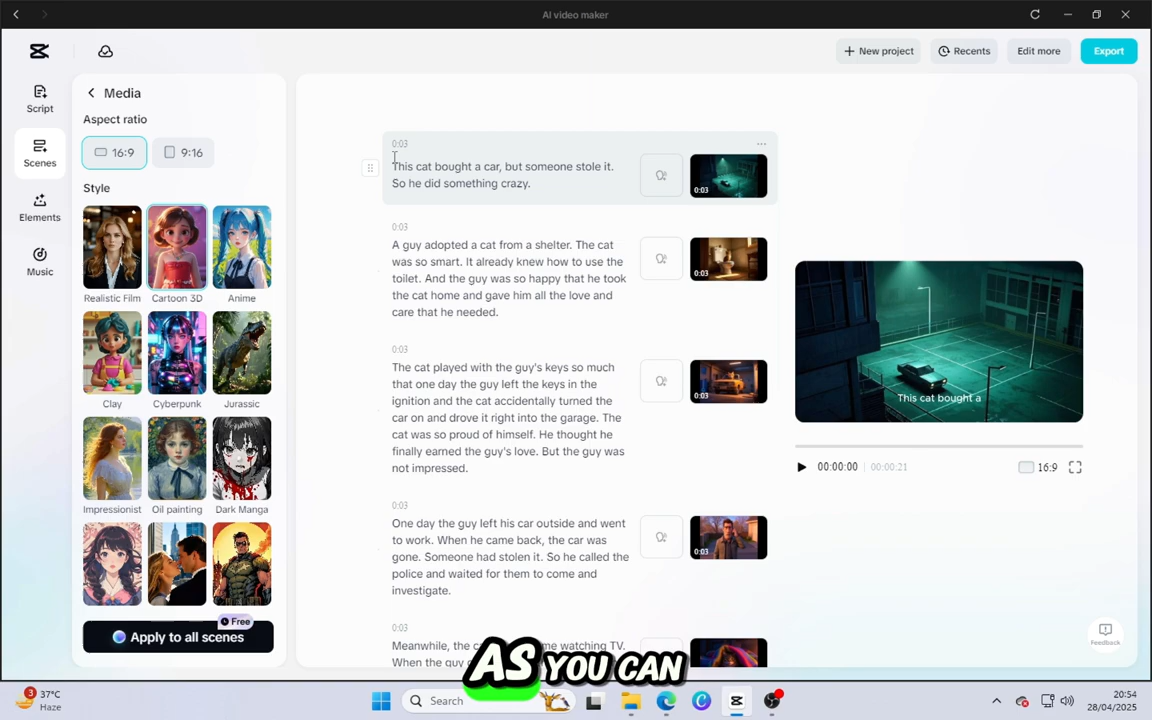 AI video maker
New project
Recents
Edit more
Export
Script
Scenes
Elements
Music
Media
Aspect ratio
16:9
9:16
Style
Realistic Film
Cartoon 3D
Anime
Clay
Cyberpunk
Jurassic
Impressionist
Oil painting
Dark Manga
Free
Apply to all scenes
0:03
This cat bought a car, but someone stole it.
So he did something crazy.
0:03
0:03
A guy adopted a cat from a shelter. The cat
was so smart. It already knew how to use the
toilet. And the guy was so happy that he took
the cat home and gave him all the love and
care that he needed.
0:03
0:03
The cat played with the guy's keys so much
that one day the guy left the keys in the
ignition and the cat accidentally turned the
car on and drove it right into the garage. The
cat was so proud of himself. He thought he
finally earned the guy's love. But the guy was
not impressed.
0:03
0:03
One day the guy left his car outside and went
to work. When he came back, the car was
gone. Someone had stolen it. So he called the
police and waited for them to come and
investigate.
0:03
0:03
Meanwhile, the c me watching TV.
When the guy
This cat bought a
00:00:00
00:00:21
16:9
Feedback
AS YOU CAN
3
37°C
Haze
Search
20:54
28/04/2025